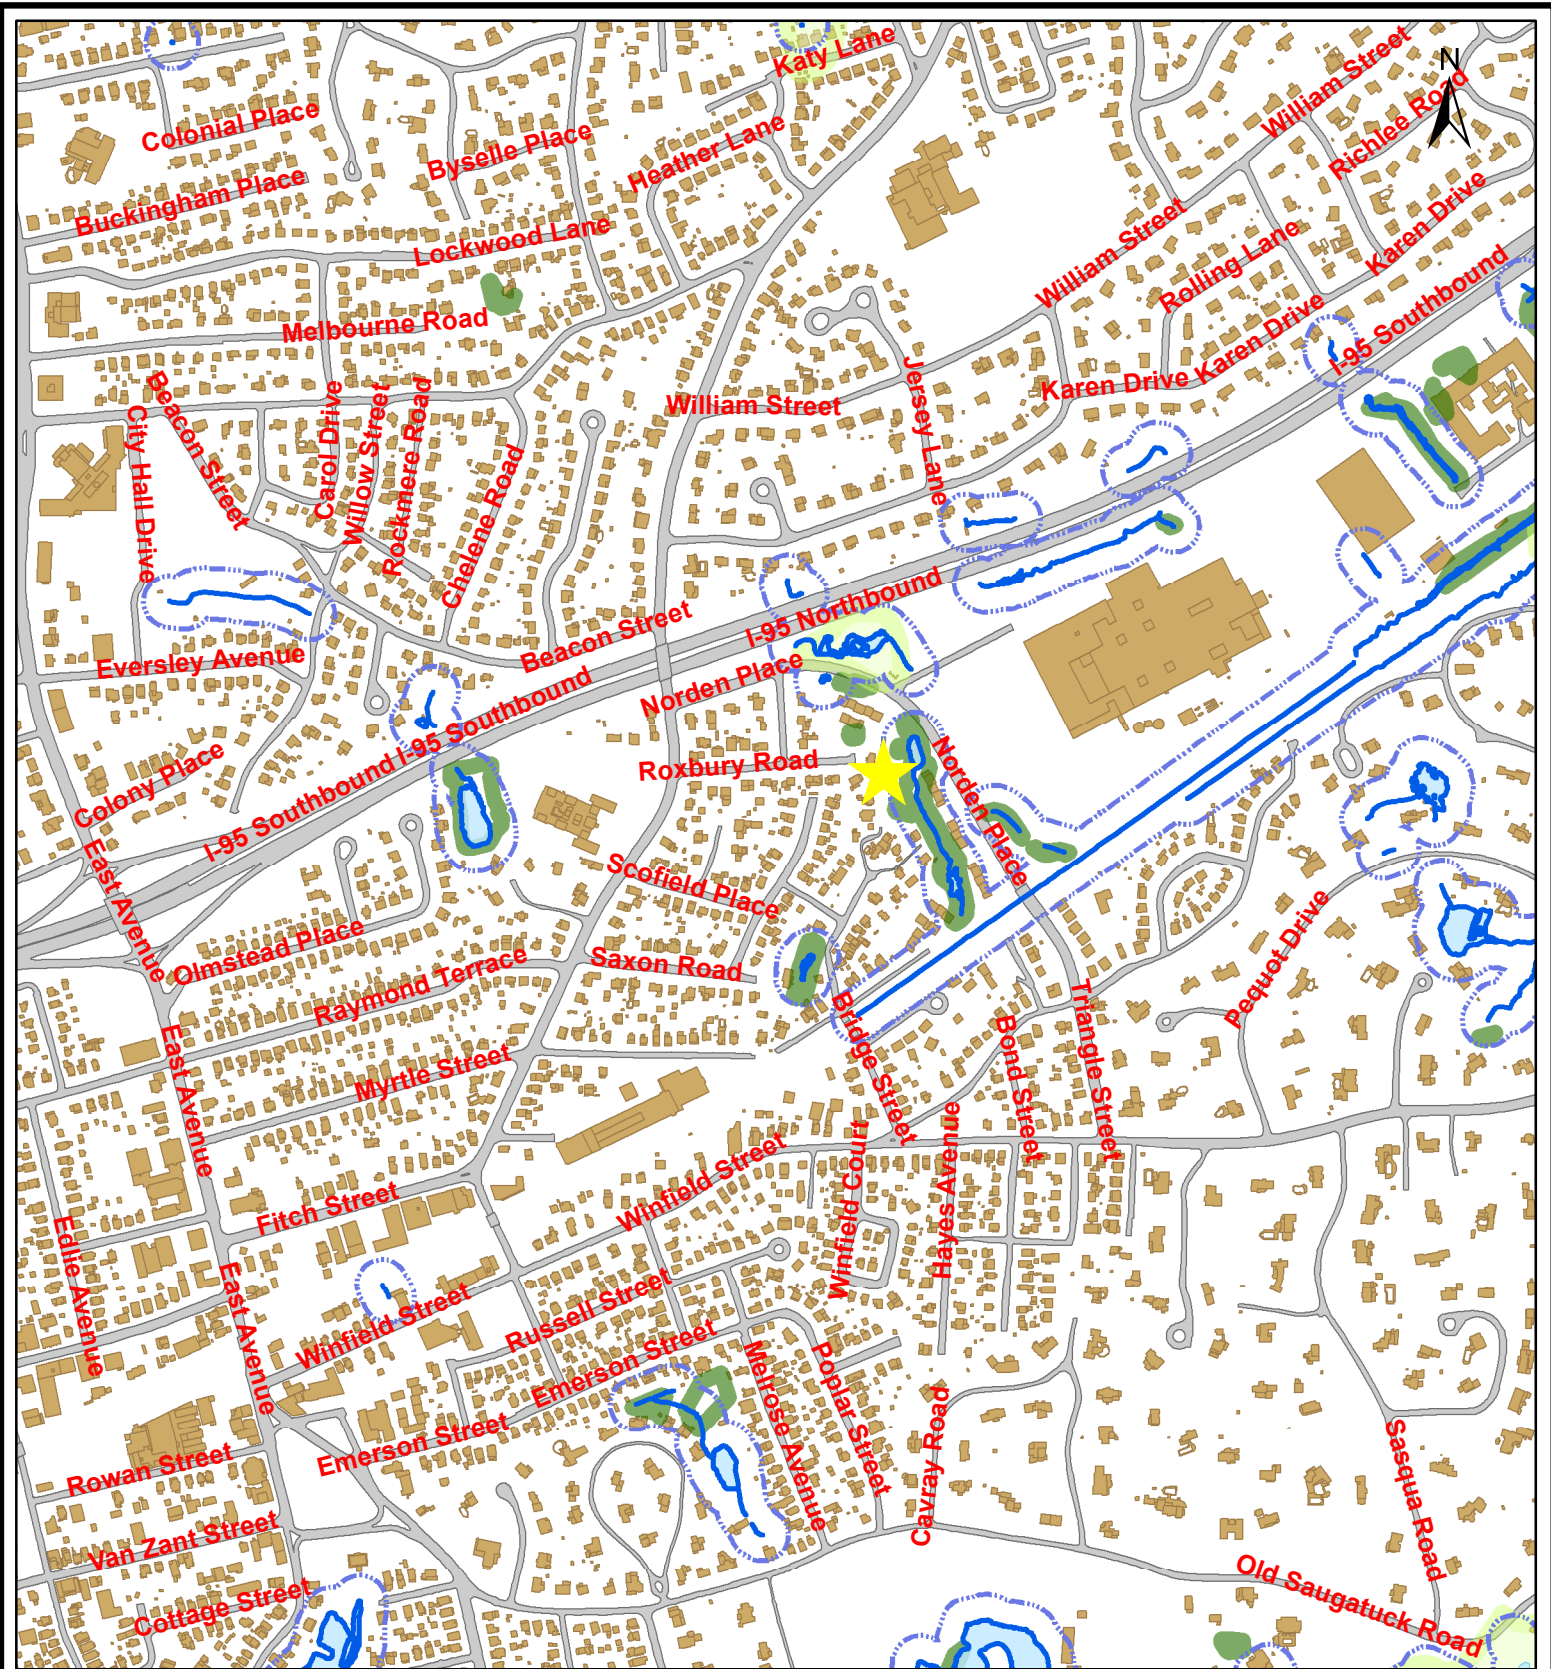 Katy Lane
William Street
N
Richlee Road
Colonial Place
Byselle Place
Heather Lane
Buckingham Place
Lockwood Lane
William Street
Rolling Lane
Karen Drive
I-95 Southbound
Melbourne Road
Karen Drive
Karen Drive
Jersey Lane
William Street
Beacon Street
City Hall Drive
Carol Drive
Willow Street
Rockmere Road
Chelene Road
I-95 Northbound
Beacon Street
Eversley Avenue
Norden Place
I-95 Southbound
Roxbury Road
Norden Place
Colony Place
I-95 Southbound
East Avenue
Scofield Place
Olmstead Place
Saxon Road
Pequot Drive
Raymond Terrace
Bridge Street
Bond Street
Triangle Street
Myrtle Street
East Avenue
Winfield Street
Winfield Court
Hayes Avenue
Fitch Street
Edlie Avenue
East Avenue
Winfield Street
Russell Street
Emerson Street
Melrose Avenue
Poplar Street
Cavray Road
Sasqua Road
Emerson Street
Rowan Street
Van Zant Street
Cottage Street
Old Saugatuck Road